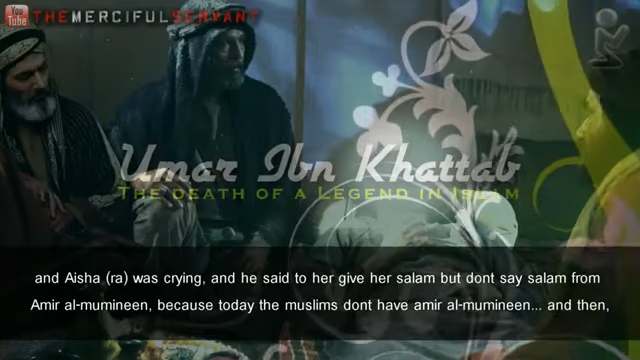 You Tube THEMERCIFULSERVANT
Umar Ibn Khattab
THE DEATH OF A LEGEND IN ISLAM
and Aisha (ra) was crying, and he said to her give her salam but dont say salam from
Amir al-mumineen, because today the muslims dont have amir al-mumineen... and then,